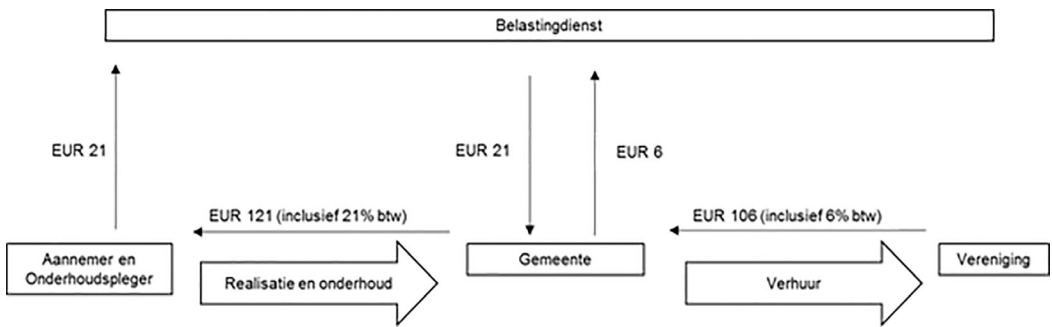 Belastingdienst
EUR 21
EUR 21
EUR 6
EUR 121 (inclusief 21% btw)
EUR 106 (inclusief 6% btw)
Aannemer en
Onderhoudspleger
Realisatie en onderhoud
Gemeente
Verhuur
Vereniging